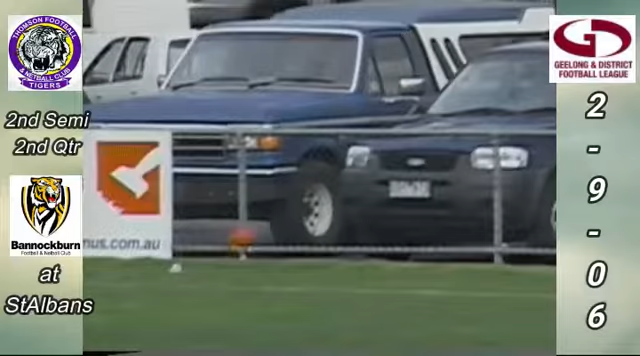 THOMSON FOOTBALL
& NETBALL CLUB
TIGERS
2nd Semi
2nd Qtr
Bannockburn
Football & Netball Club
at
StAlbans
nus.com.au
GEELONG & DISTRICT
FOOTBALL LEAGUE
2
-
9
-
0
6